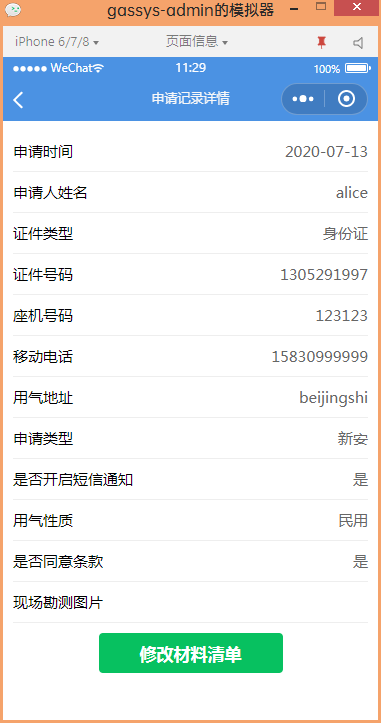 gassys-admin的模拟器
iPhone 6/7/8 页面信息
WeChat 11:29 100%
申请记录详情
申请时间 2020-07-13
申请人姓名 alice
证件类型 身份证
证件号码 1305291997
座机号码 123123
移动电话 15830999999
用气地址 beijingshi
申请类型 新安
是否开启短信通知 是
用气性质 民用
是否同意条款 是
现场勘测图片
修改材料清单